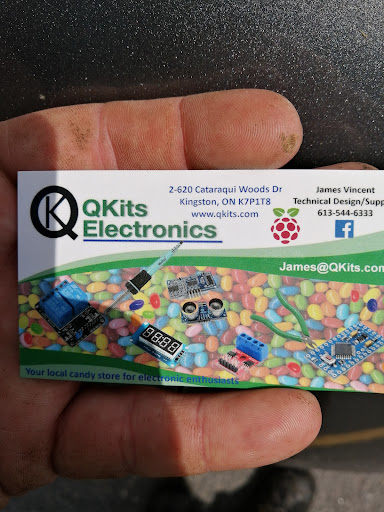 QK
QKits
Electronics
2-620 Cataraqui Woods Dr
Kingston, ON K7P1T8
www.qkits.com
James Vincent
Technical Design/Supp
613-544-6333
f
James@QKits.com
Your local candy store for electronic enthusiasts